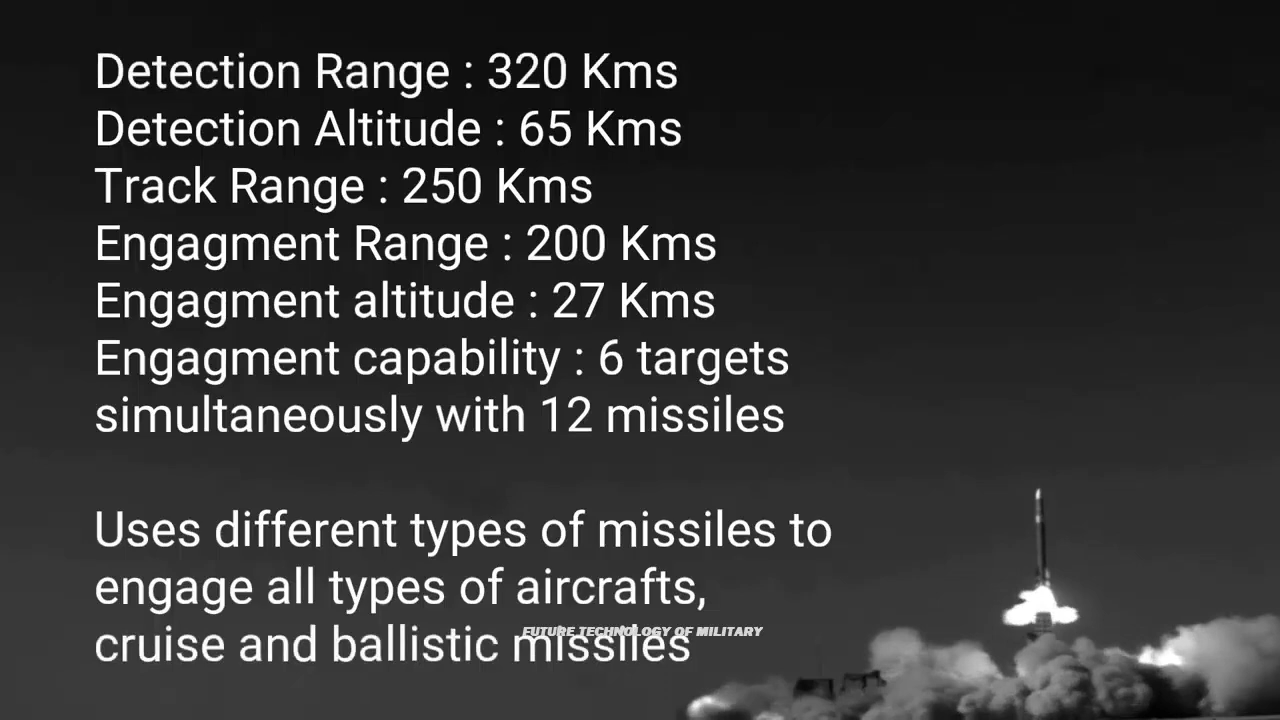 Detection Range : 320 Kms
Detection Altitude : 65 Kms
Track Range : 250 Kms
Engagment Range : 200 Kms
Engagment altitude : 27 Kms
Engagment capability : 6 targets
simultaneously with 12 missiles
Uses different types of missiles to
engage all types of aircrafts,
cruise and ballistic missiles
FUTURE TECHNOLOGY OF MILITARY